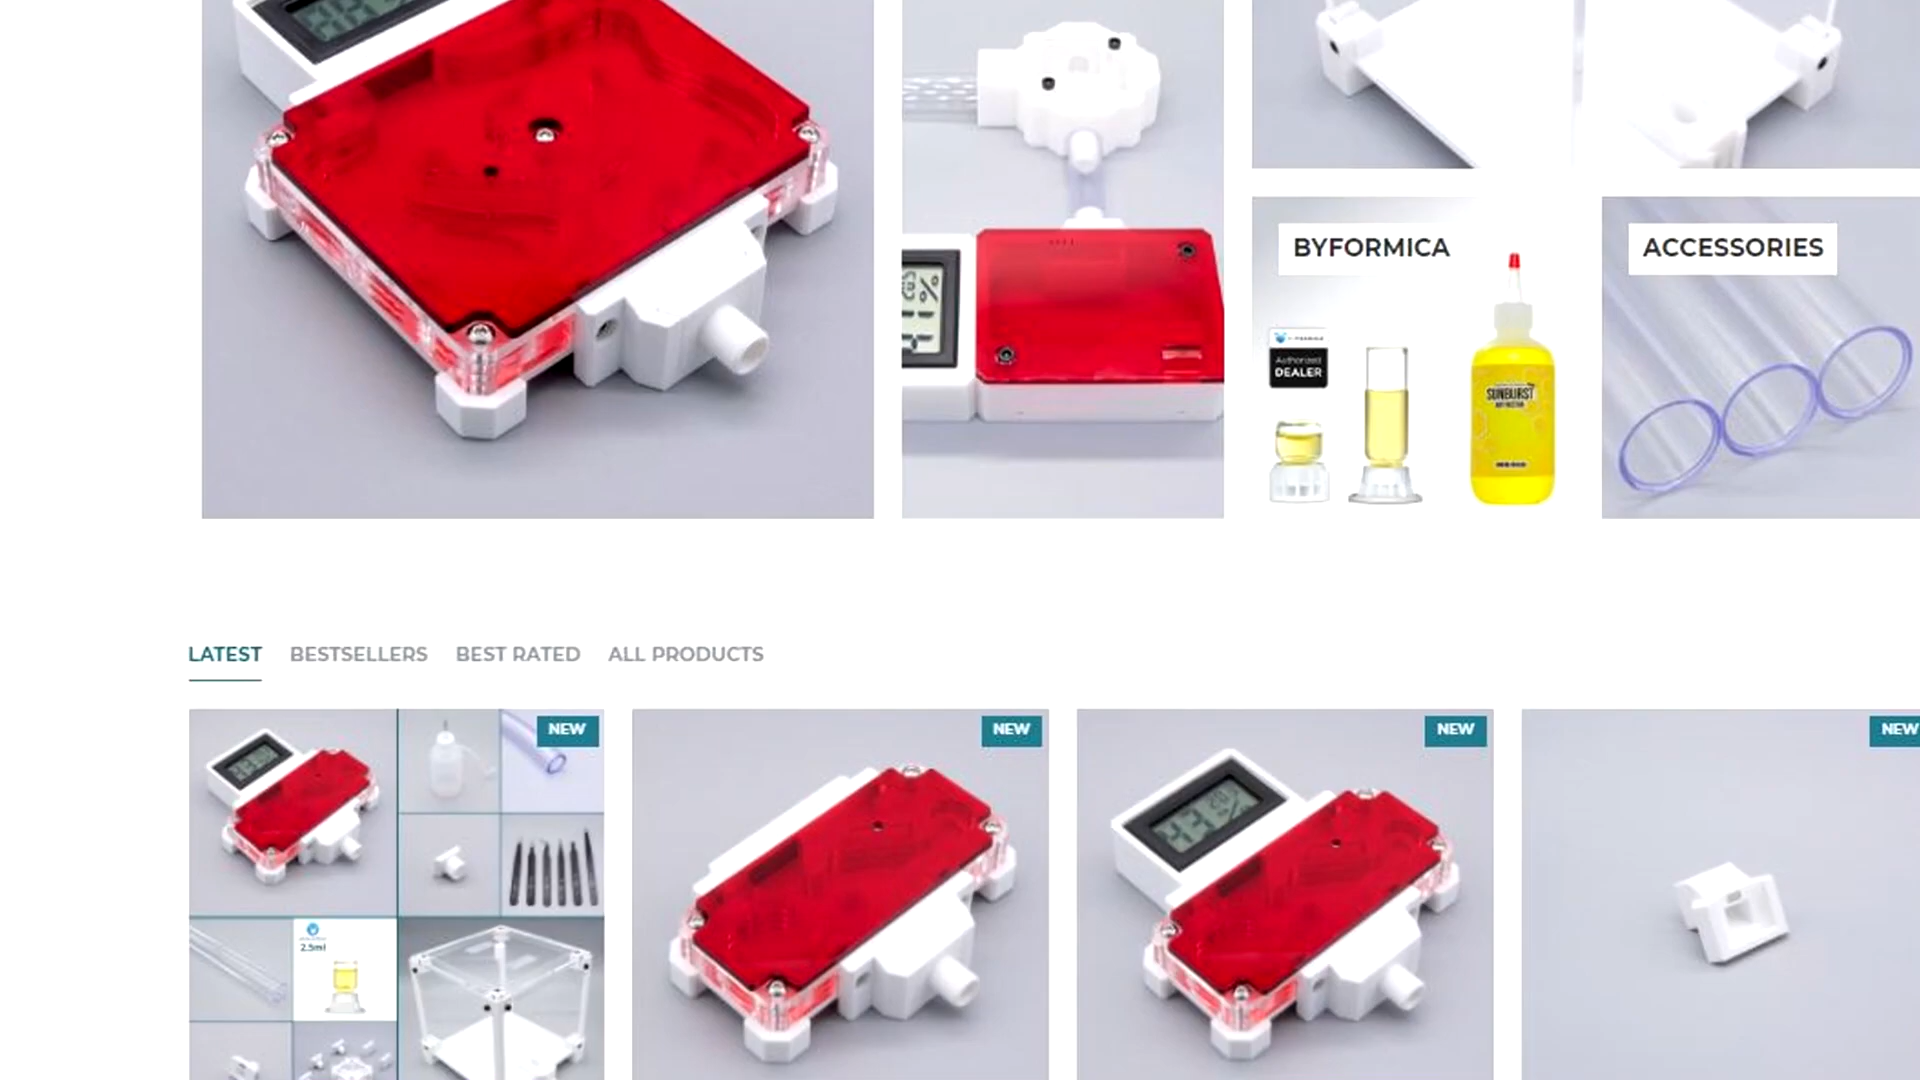 BYFORMICA
ACCESSORIES
Authorized
DEALER
SUNBURST
LATEST
BESTSELLERS
BEST RATED
ALL PRODUCTS
NEW
NEW
NEW
NEW
2.5ml